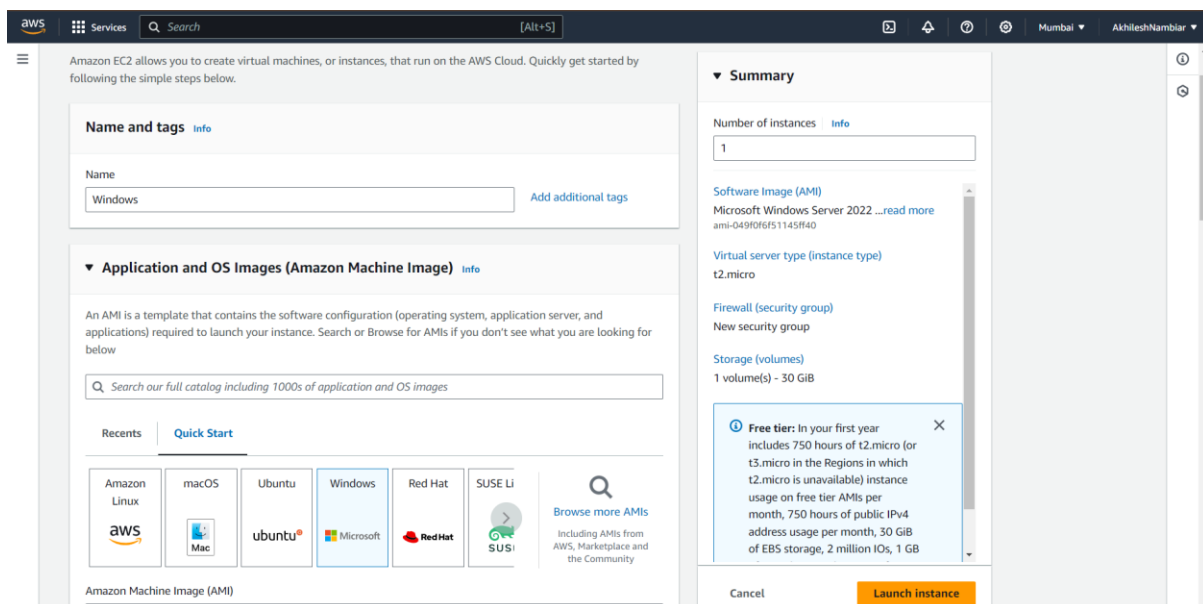 aws
Services
Search
[Alt+S]
Mumbai
AkhileshNambiar
Amazon EC2 allows you to create virtual machines, or instances, that run on the AWS Cloud. Quickly get started by
following the simple steps below.
Name and tags Info
Name
Windows
Add additional tags
Application and OS Images (Amazon Machine Image) Info
An AMI is a template that contains the software configuration (operating system, application server, and
applications) required to launch your instance. Search or Browse for AMIs if you don't see what you are looking for
below
Search our full catalog including 1000s of application and OS images
Recents
Quick Start
Amazon
Linux
aws
macOS
Mac
Ubuntu
ubuntu
Windows
Microsoft
Red Hat
Red Hat
SUSE Li
SUS
Browse more AMIs
Including AMIs from
AWS, Marketplace and
the Community
Amazon Machine Image (AMI)
Summary
Number of instances
Info
1
Software Image (AMI)
Microsoft Windows Server 2022 ...read more
ami-049f0f6f51145ff40
Virtual server type (instance type)
t2.micro
Firewall (security group)
New security group
Storage (volumes)
1 volume(s) - 30 GiB
Free tier: In your first year
includes 750 hours of t2.micro (or
t3.micro in the Regions in which
t2.micro is unavailable) instance
usage on free tier AMIs per
month, 750 hours of public IPv4
address usage per month, 30 GiB
of EBS storage, 2 million IOs, 1 GB
Cancel
Launch instance